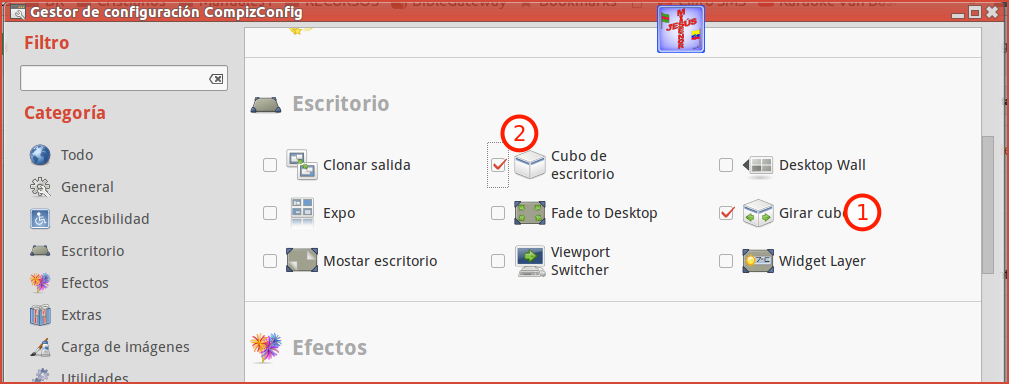 Gestor de configuración CompizConfig
JESÚS
Filtro
Categoría
Todo
General
Accesibilidad
Escritorio
Efectos
Extras
Carga de imágenes
Utilidades
Escritorio
2
Clonar salida
Cubo de
escritorio
Desktop Wall
Expo
Fade to Desktop
Girar cubo
1
Mostar escritorio
Viewport
Switcher
Widget Layer
Efectos